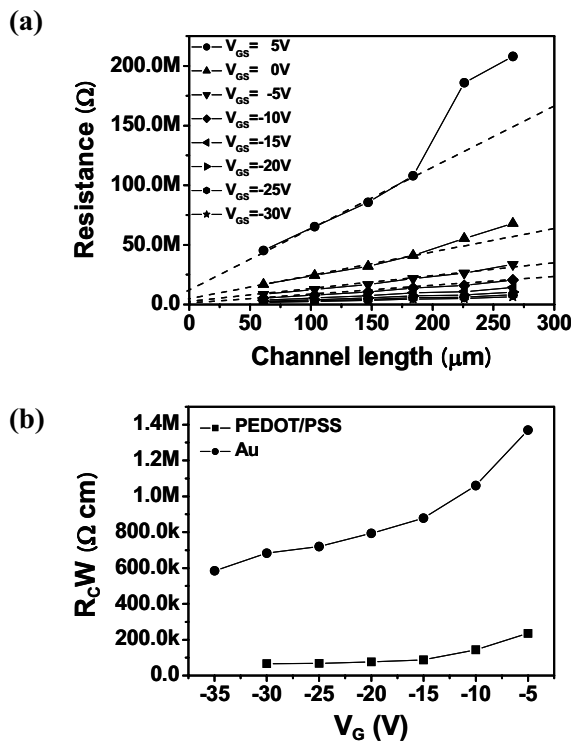 (a)
V_GS= 5V
V_GS= 0V
V_GS= -5V
V_GS=-10V
V_GS=-15V
V_GS=-20V
V_GS=-25V
V_GS=-30V
200.0M
150.0M
100.0M
50.0M
0.0
Resistance (Ω)
0 50 100 150 200 250 300
Channel length (μm)
(b)
PEDOT/PSS
Au
1.4M
1.2M
1.0M
800.0k
600.0k
400.0k
200.0k
0.0
R_CW (Ω cm)
-35 -30 -25 -20 -15 -10 -5
V_G (V)